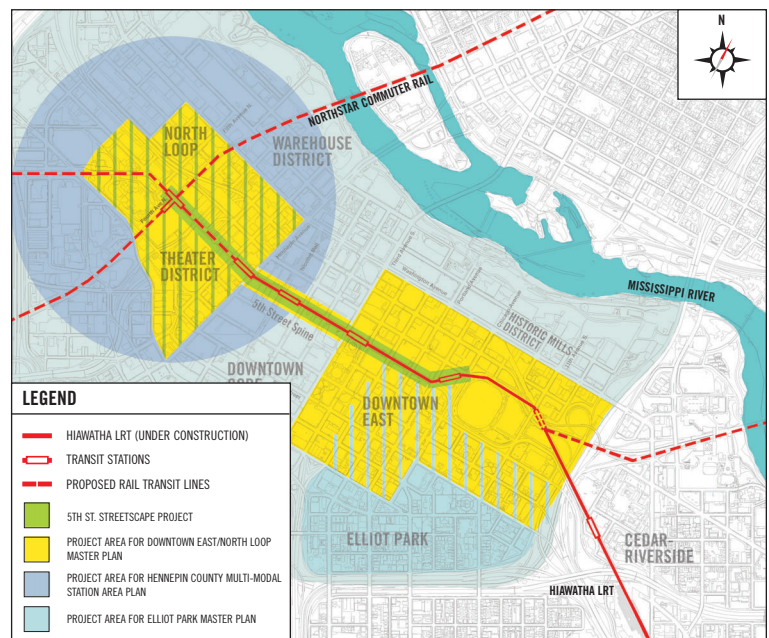 N
NORTHSTAR COMMUTER RAIL
NORTH
LOOP
WAREHOUSE
DISTRICT
THEATER
DISTRICT
5th Street Spine
Washington Avenue
MISSISSIPPI RIVER
HISTORIC MILLS
DISTRICT
DOWNTOWN
DOWNTOWN
EAST
ELLIOT PARK
CEDAR-
RIVERSIDE
HIAWATHA LRT
LEGEND
HIAWATHA LRT (UNDER CONSTRUCTION)
TRANSIT STATIONS
PROPOSED RAIL TRANSIT LINES
5TH ST. STREETSCAPE PROJECT
PROJECT AREA FOR DOWNTOWN EAST/NORTH LOOP
MASTER PLAN
PROJECT AREA FOR HENNEPIN COUNTY MULTI-MODAL
STATION AREA PLAN
PROJECT AREA FOR ELLIOT PARK MASTER PLAN